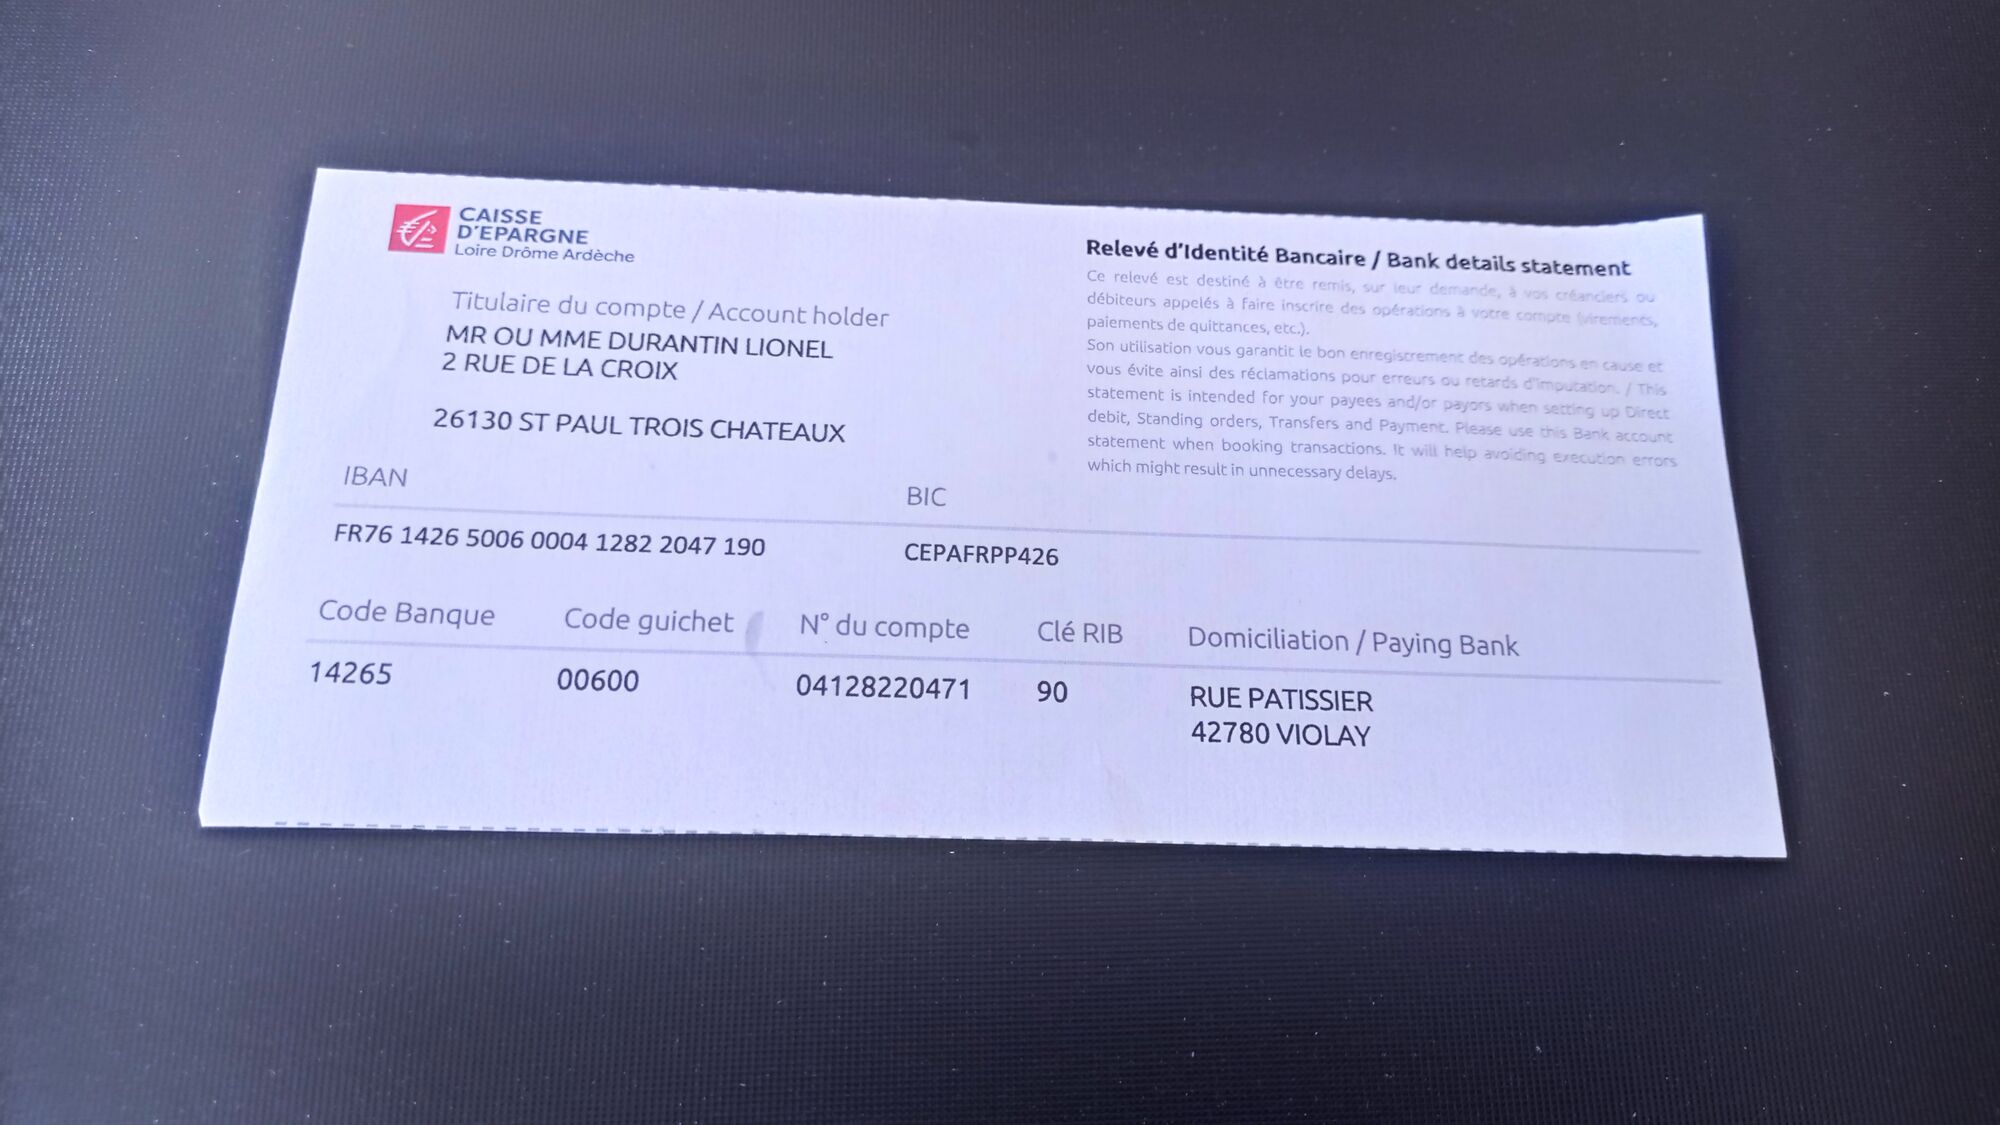 CAISSE
D'EPARGNE
Loire Drôme Ardèche
Titulaire du compte / Account holder
MR OU MME DURANTIN LIONEL
2 RUE DE LA CROIX
26130 ST PAUL TROIS CHATEAUX
Relevé d'Identité Bancaire / Bank details statement
Ce relevé est destiné à être remis, sur leur demande, à vos créanciers ou
débiteurs appelés à faire inscrire des opérations à votre compte (virements,
paiements de quittances, etc.).
Son utilisation vous garantit le bon enregistrement des opérations en cause et
vous évite ainsi des réclamations pour erreurs ou retards d'imputation. / This
statement is intended for your payees and/or payors when setting up Direct
debit, Standing orders, Transfers and Payment. Please use this Bank account
statement when booking transactions. It will help avoiding execution errors
which might result in unnecessary delays.
IBAN BIC
FR76 1426 5006 0004 1282 2047 190 CEPAFRPP426
Code Banque Code guichet N° du compte Clé RIB Domiciliation / Paying Bank
14265 00600 04128220471 90 RUE PATISSIER
42780 VIOLAY